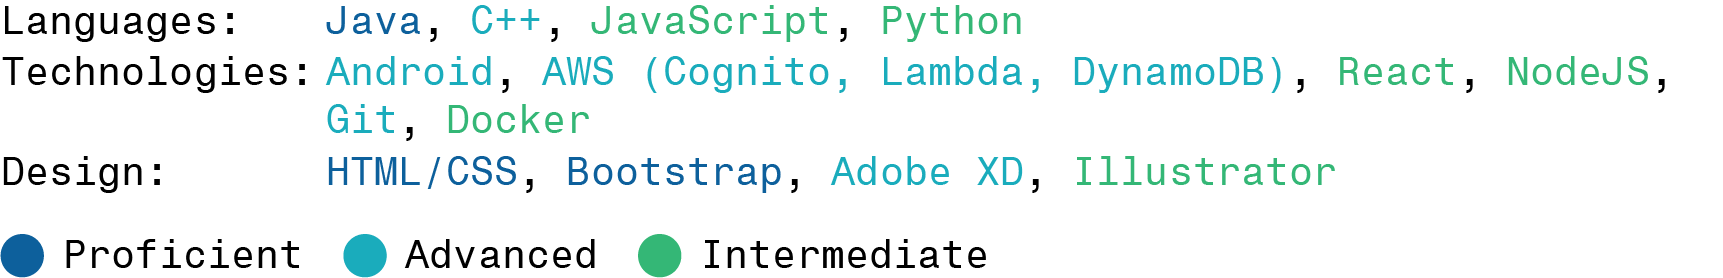 Languages: Java, C++, JavaScript, Python
Technologies: Android, AWS (Cognito, Lambda, DynamoDB), React, NodeJS,
Git, Docker
Design: HTML/CSS, Bootstrap, Adobe XD, Illustrator
Proficient Advanced Intermediate